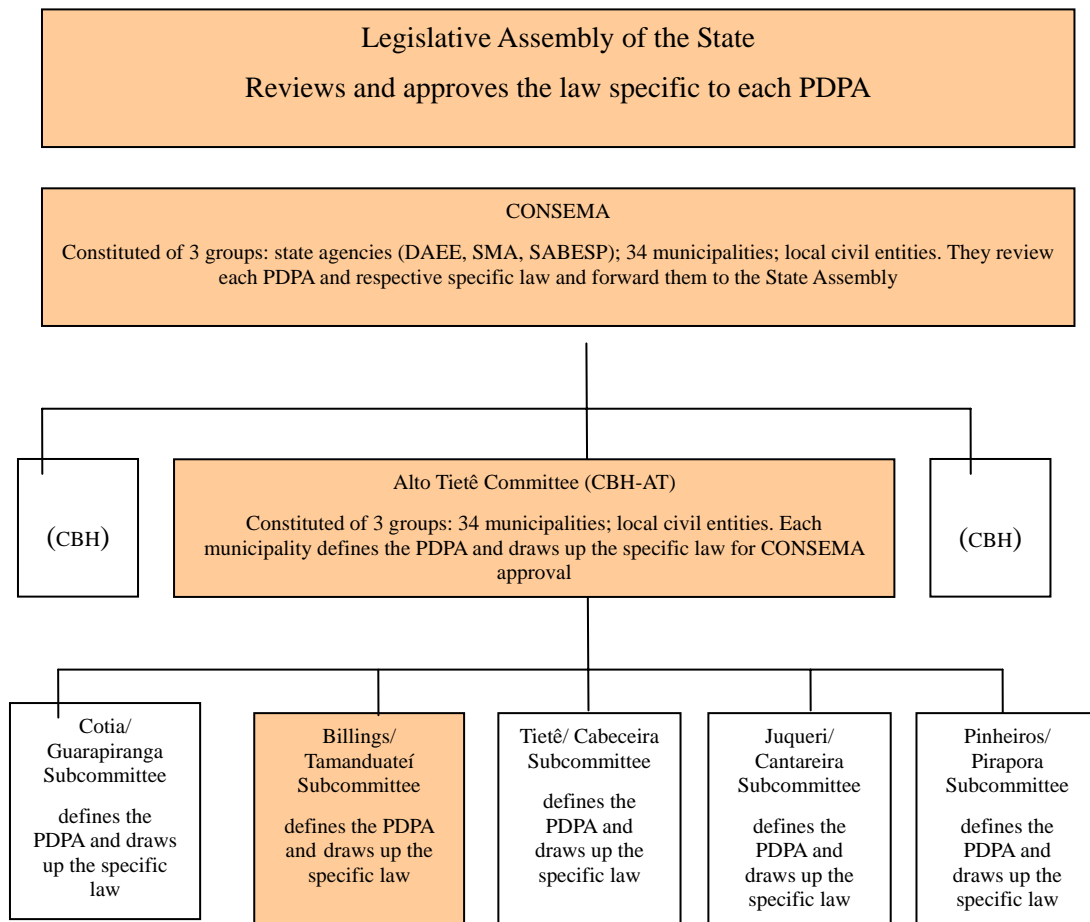 Legislative Assembly of the State
Reviews and approves the law specific to each PDPA
CONSEMA
Constituted of 3 groups: state agencies (DAEE, SMA, SABESP); 34 municipalities; local civil entities. They review
each PDPA and respective specific law and forward them to the State Assembly
(CBH)
Alto Tietê Committee (CBH-AT)
Constituted of 3 groups: 34 municipalities; local civil entities. Each
municipality defines the PDPA and draws up the specific law for CONSEMA
approval
(CBH)
Cotia/
Guarapiranga
Subcommittee
defines the
PDPA and draws
up the specific
law
Billings/
Tamanduateí
Subcommittee
defines the PDPA
and draws up the
specific law
Tietê/ Cabeceira
Subcommittee
defines the
PDPA and
draws up the
specific law
Juqueri/
Cantareira
Subcommittee
defines the
PDPA and
draws up the
specific law
Pinheiros/
Pirapora
Subcommittee
defines the
PDPA and
draws up the
specific law